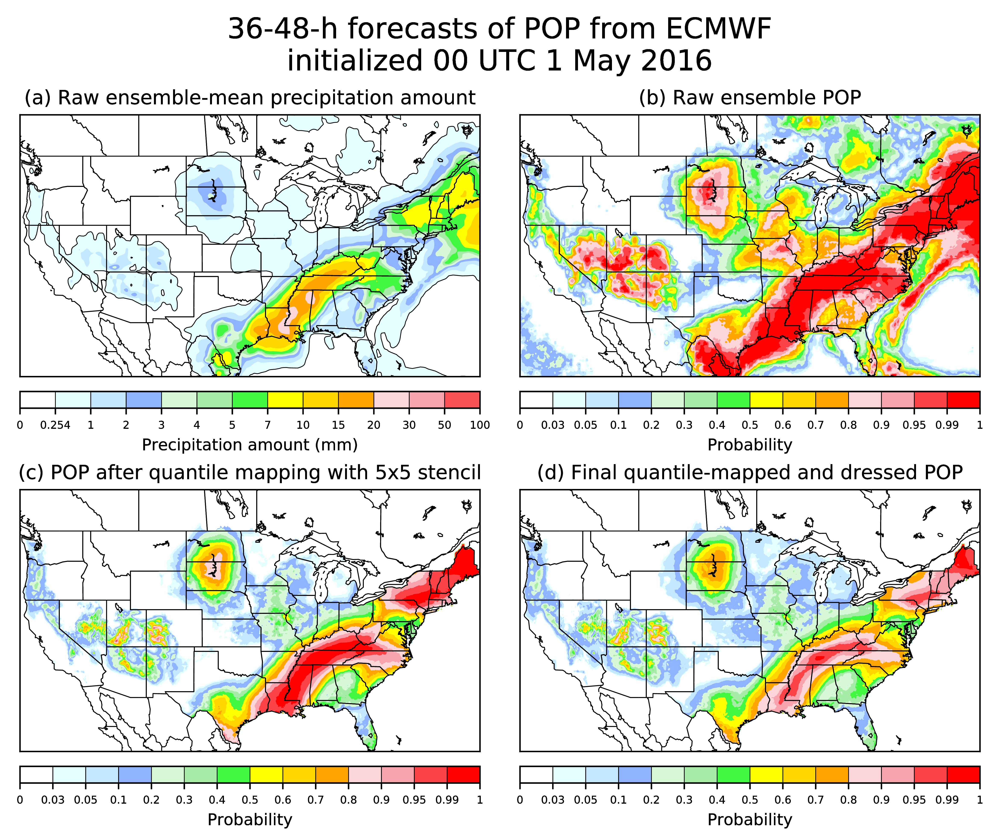 36-48-h forecasts of POP from ECMWF
initialized 00 UTC 1 May 2016
(a) Raw ensemble-mean precipitation amount
(b) Raw ensemble POP
0 0.254 1 2 3 4 5 7 10 15 20 30 50 100
Precipitation amount (mm)
0 0.03 0.05 0.1 0.2 0.3 0.4 0.5 0.6 0.7 0.8 0.9 0.95 0.99 1
Probability
(c) POP after quantile mapping with 5x5 stencil
(d) Final quantile-mapped and dressed POP
0 0.03 0.05 0.1 0.2 0.3 0.4 0.5 0.6 0.7 0.8 0.9 0.95 0.99 1
Probability
0 0.03 0.05 0.1 0.2 0.3 0.4 0.5 0.6 0.7 0.8 0.9 0.95 0.99 1
Probability